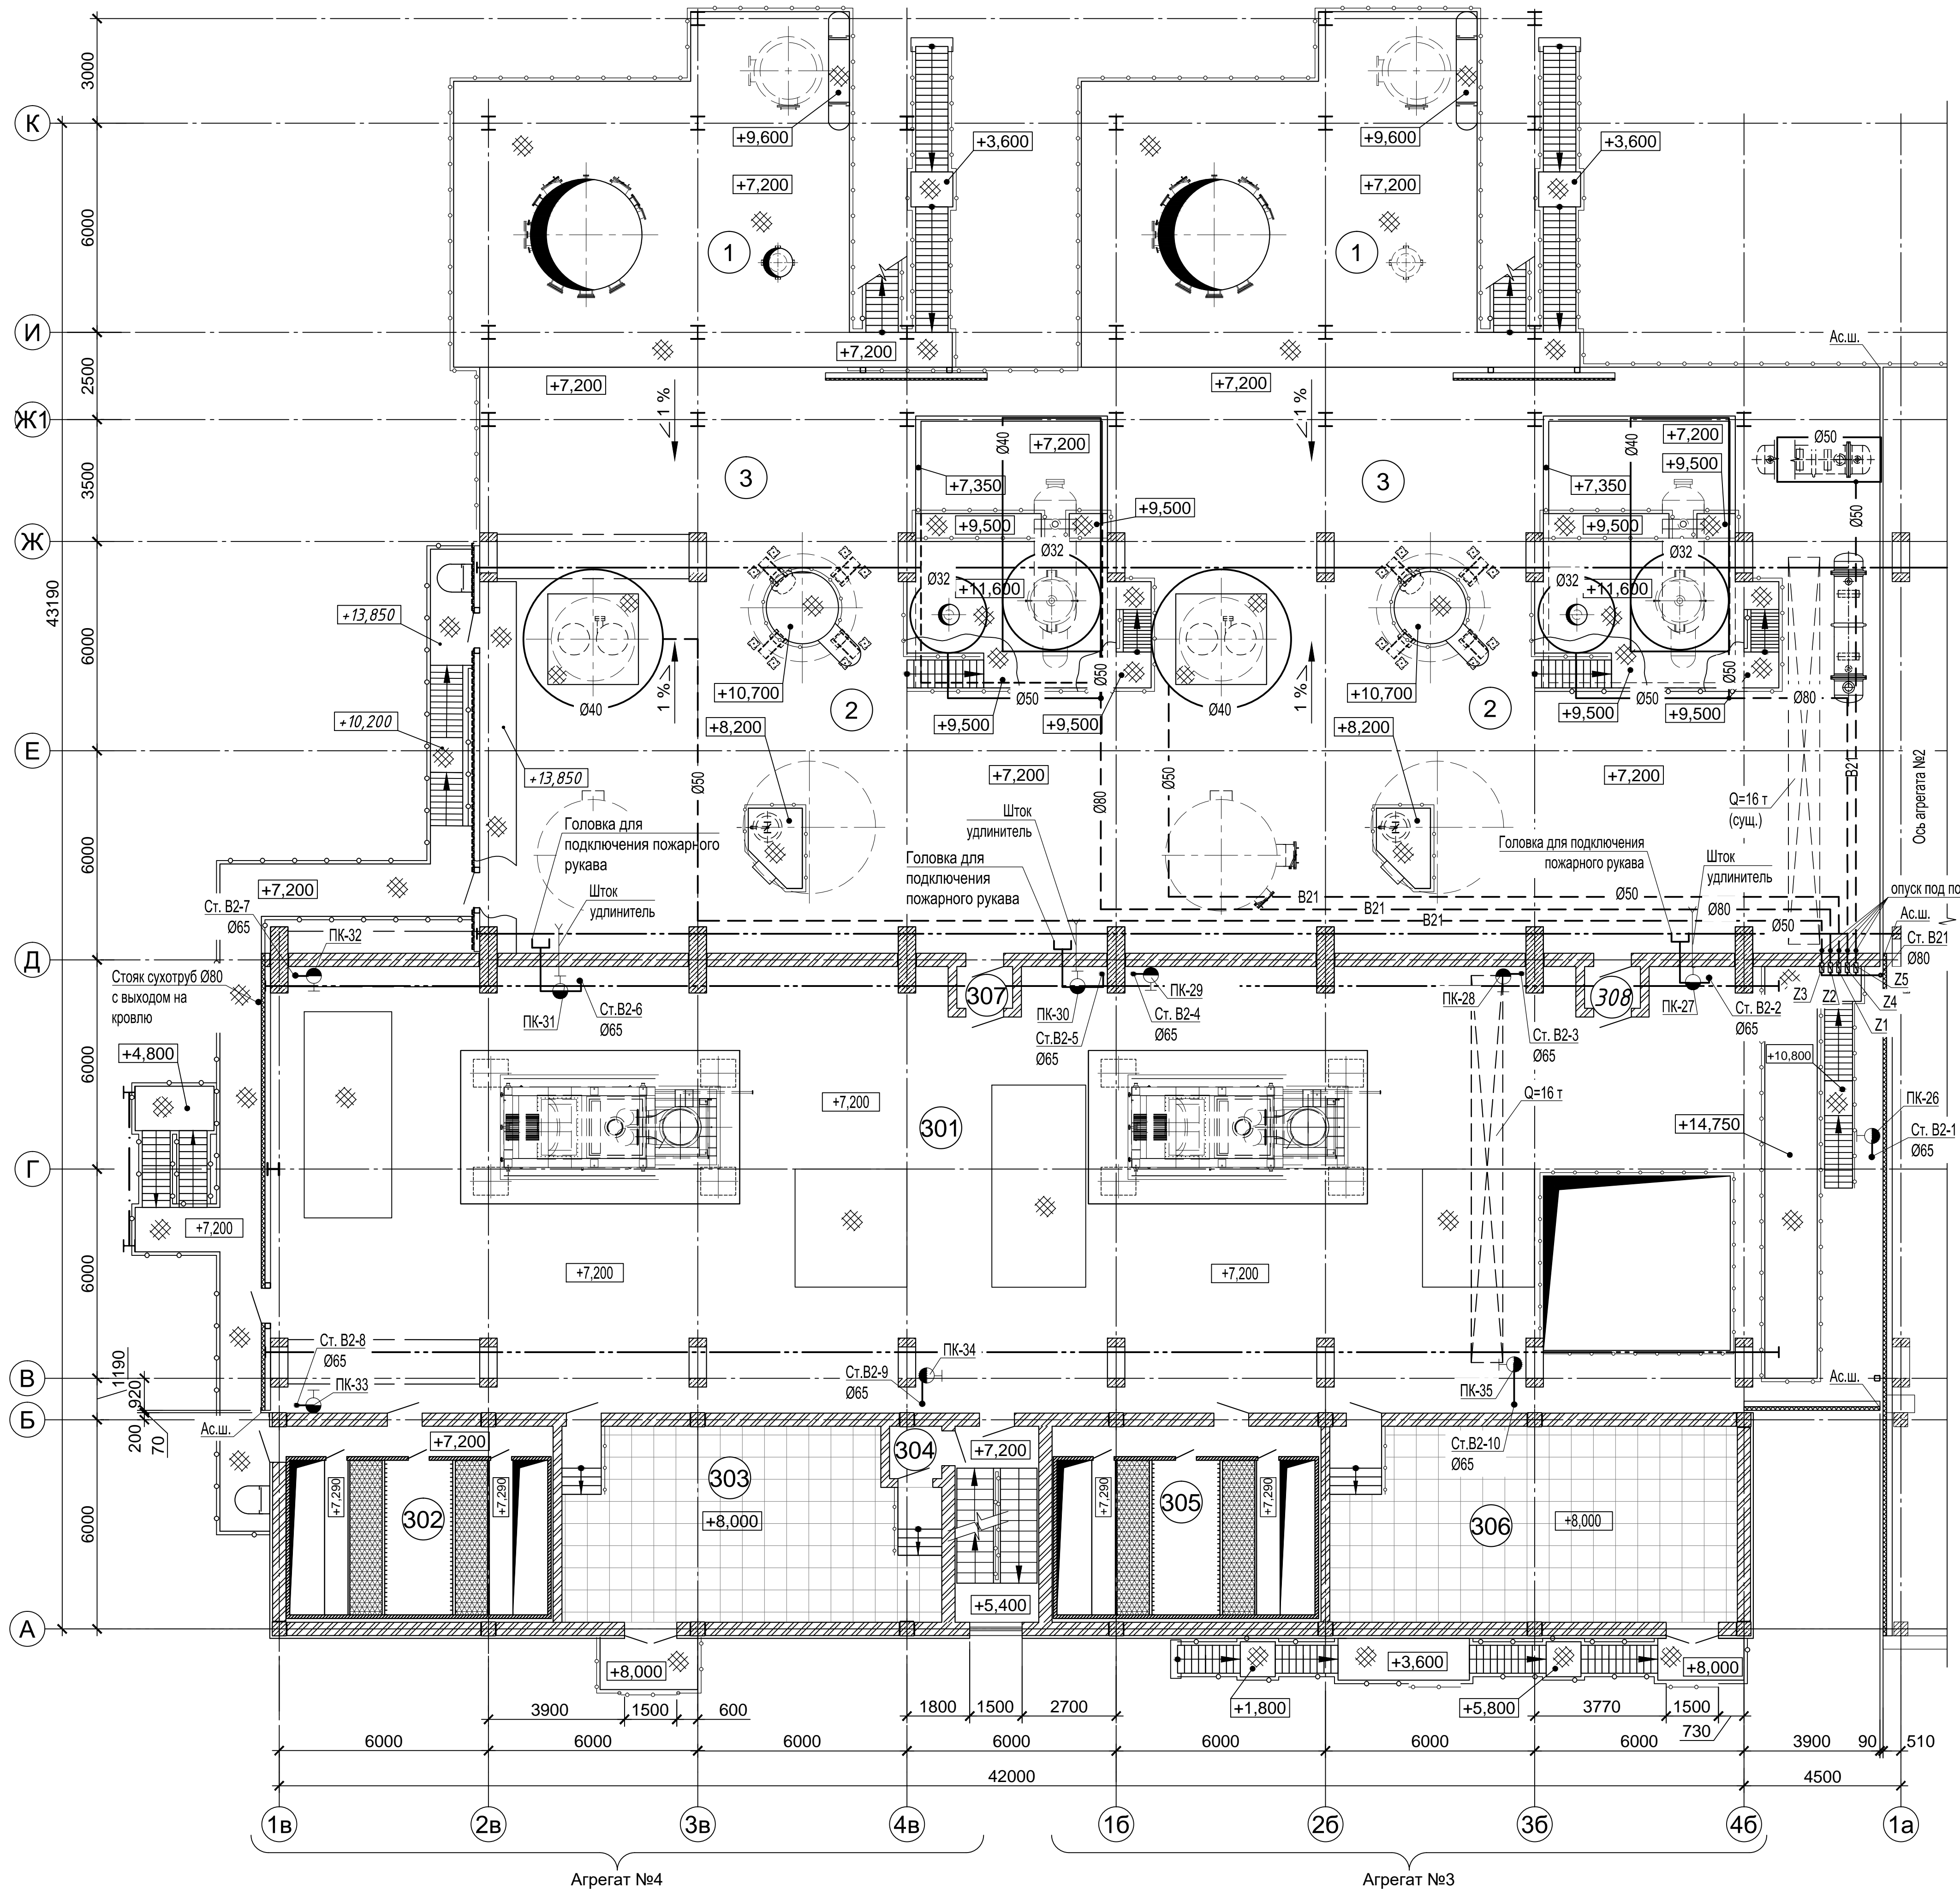 3000
К
+9,600
+3,600
+9,600
+3,600
+7,200
+7,200
6000
1
1
И
Ас.ш.
+7,200
2500
+7,200
+7,200
1 %
1 %
Ж1
Ø40
+7,200
Ø40
+7,200
Ø50
+9,500
3500
3
3
+7,350
+7,350
+9,500
+9,500
+9,500
Ø50
Ж
Ø32
Ø32
Ø32
Ø32
+11,600
+11,600
43190
+13,850
6000
+10,700
+10,700
Ø50
Ø50
Ø50
Ø50
Ø80
1 %
1 %
Ø40
Ø40
2
2
+9,500
+9,500
+9,500
+9,500
+10,200
+8,200
+8,200
Е
+13,850
Ø50
+7,200
Ø80
Ø50
+7,200
В21
Ось агрегата №2
Q=16 т
(сущ.)
6000
Головка для
подключения пожарного
рукава
Шток
удлинитель
Головка для
подключения
пожарного рукава
Шток
удлинитель
Головка для подключения
пожарного рукава
Шток
удлинитель
+7,200
Ст. В2-7
Ø65
ПК-32
В21
В21
В21
Ø50
Ø80
Ø50
опуск под по
Ас.ш.
Ст. В21
Ø80
Д
Стояк сухотруб Ø80
с выходом на
кровлю
ПК-31
Ст. В2-6
Ø65
307
ПК-30
Ст.В2-5
Ø65
ПК-29
Ст. В2-4
Ø65
ПК-28
Ст. В2-3
Ø65
308
ПК-27
Ст. В2-2
Ø65
Z3
Z2
Z1
Z4
Z5
+4,800
6000
+7,200
301
Q=16 т
+10,800
+14,750
ПК-26
Ст. В2-1
Ø65
Г
+7,200
6000
+7,200
+7,200
Ст. В2-8
Ø65
ПК-33
Ст.В2-9
Ø65
ПК-34
ПК-35
Ас.ш.
1190
920
В
Б
200
70
Ас.ш.
+7,200
304
+7,200
Ст.В2-10
Ø65
+7,290
302
+7,290
303
+8,000
+7,290
305
+7,290
306
+8,000
6000
+5,400
А
+8,000
+3,600
+8,000
+1,800
+5,800
3900
1500
600
1800
1500
2700
3770
1500
730
6000
6000
6000
6000
6000
6000
6000
3900
90
510
42000
4500
1в
2в
3в
4в
1б
2б
3б
4б
1а
Агрегат №4
Агрегат №3